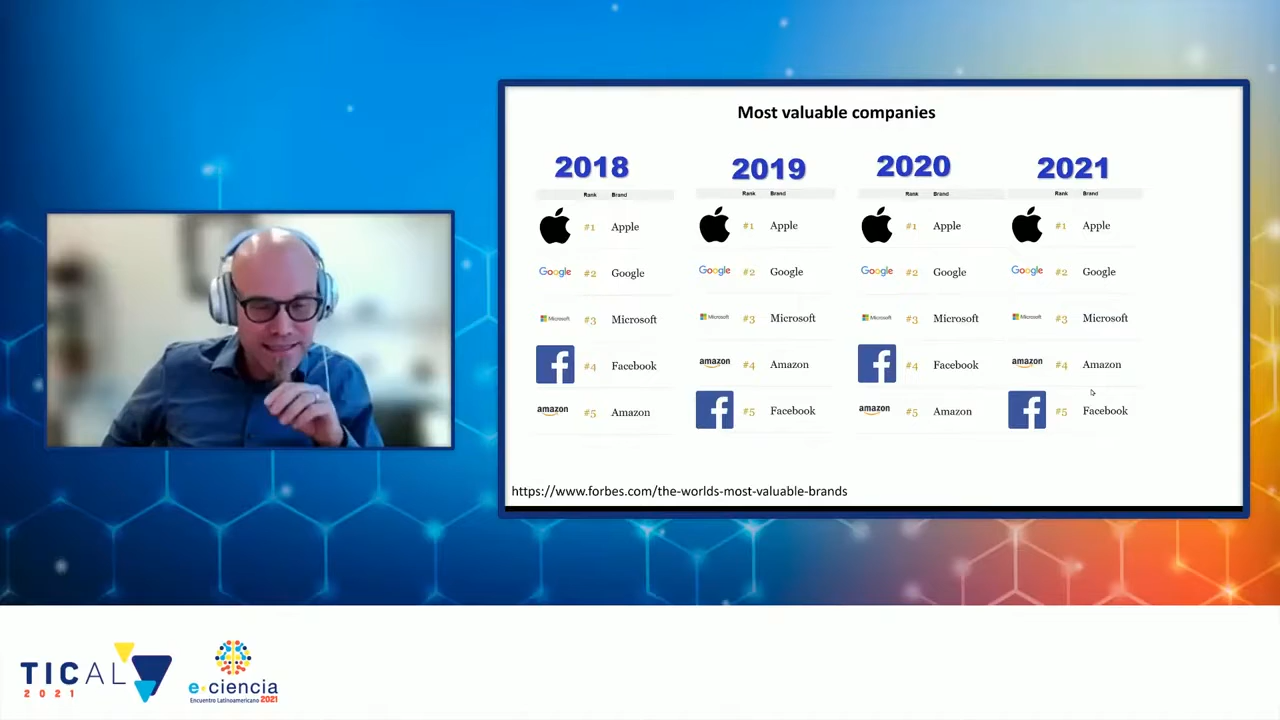 Most valuable companies
2018 2019 2020 2021
Rank Brand Rank Brand Rank Brand Rank Brand
#1 Apple #1 Apple #1 Apple #1 Apple
Google #2 Google Google #2 Google Google #2 Google Google #2 Google
Microsoft #3 Microsoft Microsoft #3 Microsoft Microsoft #3 Microsoft Microsoft #3 Microsoft
f #4 Facebook amazon #4 Amazon f #4 Facebook amazon #4 Amazon
amazon #5 Amazon f #5 Facebook amazon #5 Amazon f #5 Facebook
https://www.forbes.com/the-worlds-most-valuable-brands
TICAL
2021
e-ciencia
Encuentro Latinoamericano 2021